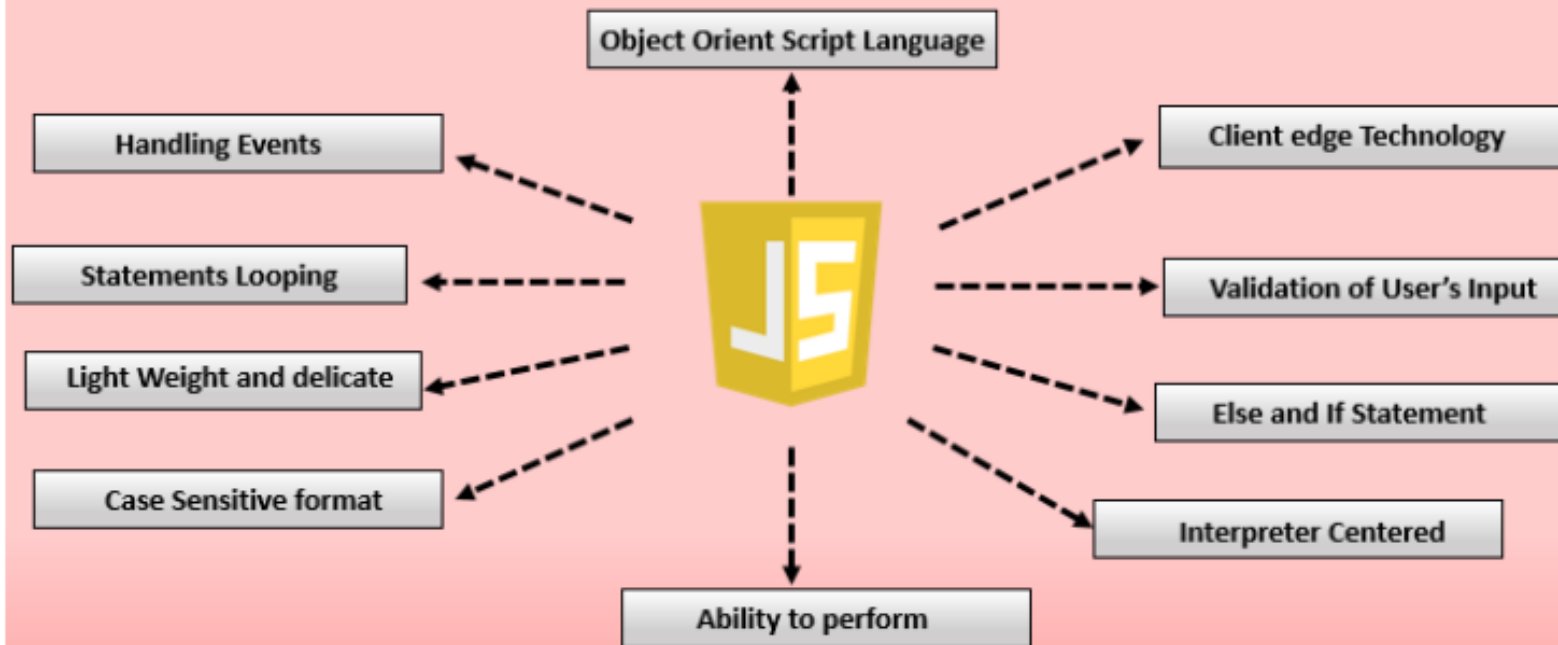 Object Orient Script Language
Handling Events
Client edge Technology
Statements Looping
Validation of User's Input
JS
Light Weight and delicate
Else and If Statement
Case Sensitive format
Interpreter Centered
Ability to perform